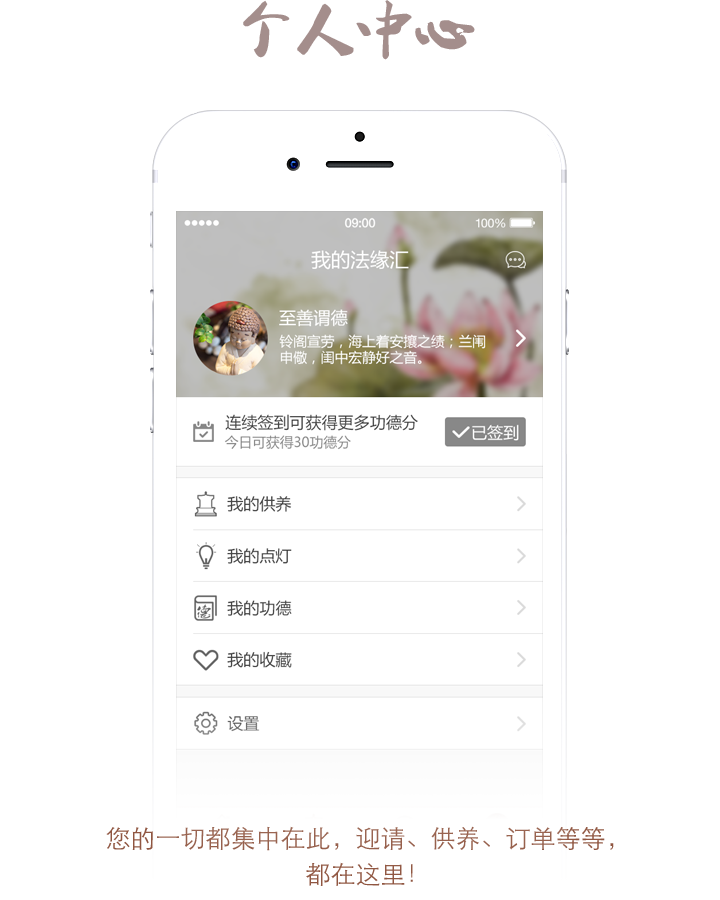 个人中心
09:00
100%
我的法缘汇
至善谓德
铃阁宣劳，海上着安攘之绩；兰闱
申儆，闺中宏静好之音。
连续签到可获得更多功德分
今日可获得30功德分
已签到
我的供养
我的点灯
德
我的功德
我的收藏
设置
您的一切都集中在此，迎请、供养、订单等等，
都在这里！